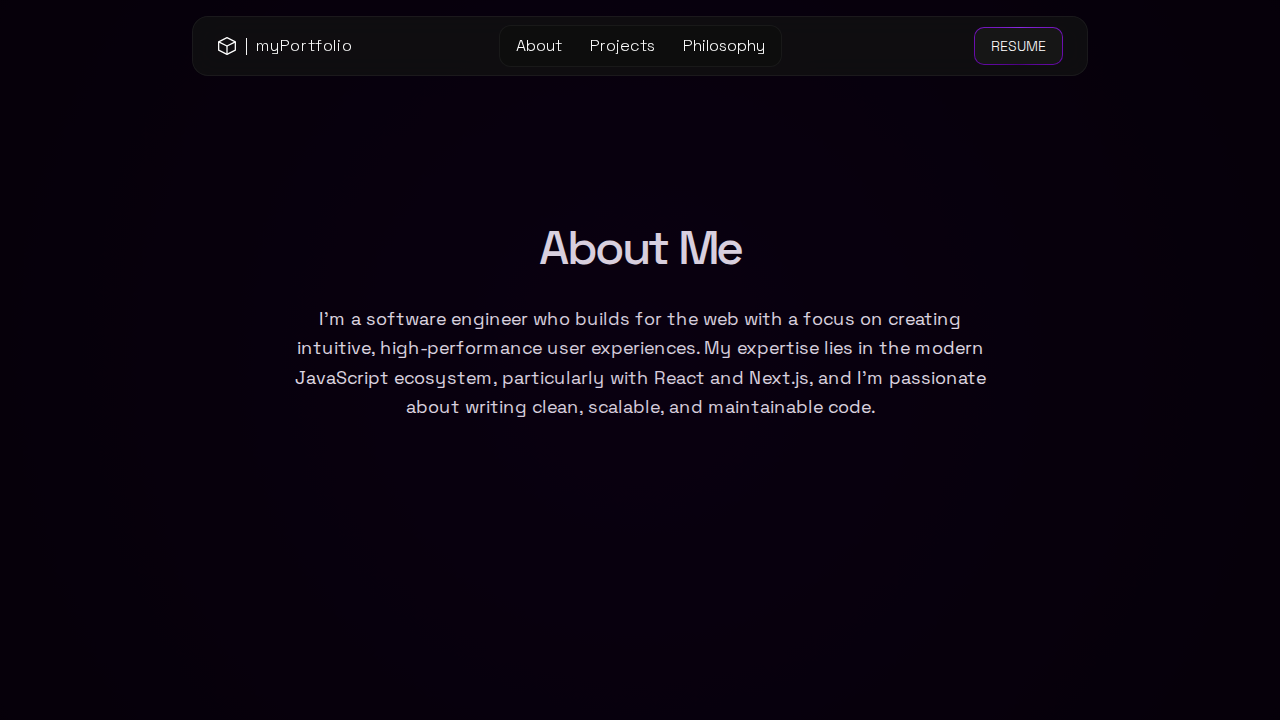 myPortfolio
About Projects Philosophy
RESUME
About Me
I’m a software engineer who builds for the web with a focus on creating
intuitive, high-performance user experiences. My expertise lies in the modern
JavaScript ecosystem, particularly with React and Next.js, and I’m passionate
about writing clean, scalable, and maintainable code.